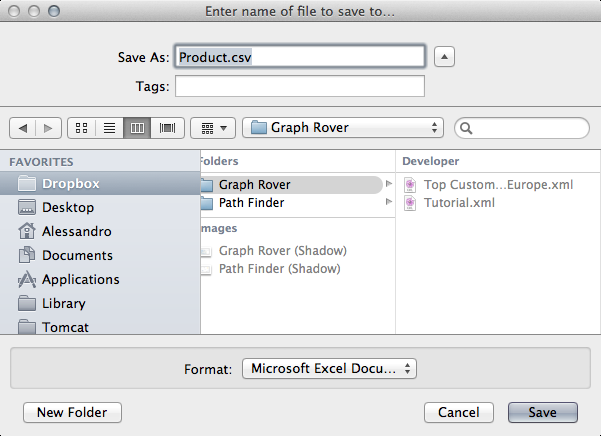 Enter name of file to save to...
Save As: Product.csv
Tags:
Graph Rover
FAVORITES
Dropbox
Desktop
Alessandro
Documents
Applications
Library
Tomcat
Folders
Graph Rover
Path Finder
mages
Graph Rover (Shadow)
Path Finder (Shadow)
Developer
Top Custom...Europe.xml
Tutorial.xml
Format: Microsoft Excel Docu...
New Folder
Cancel
Save